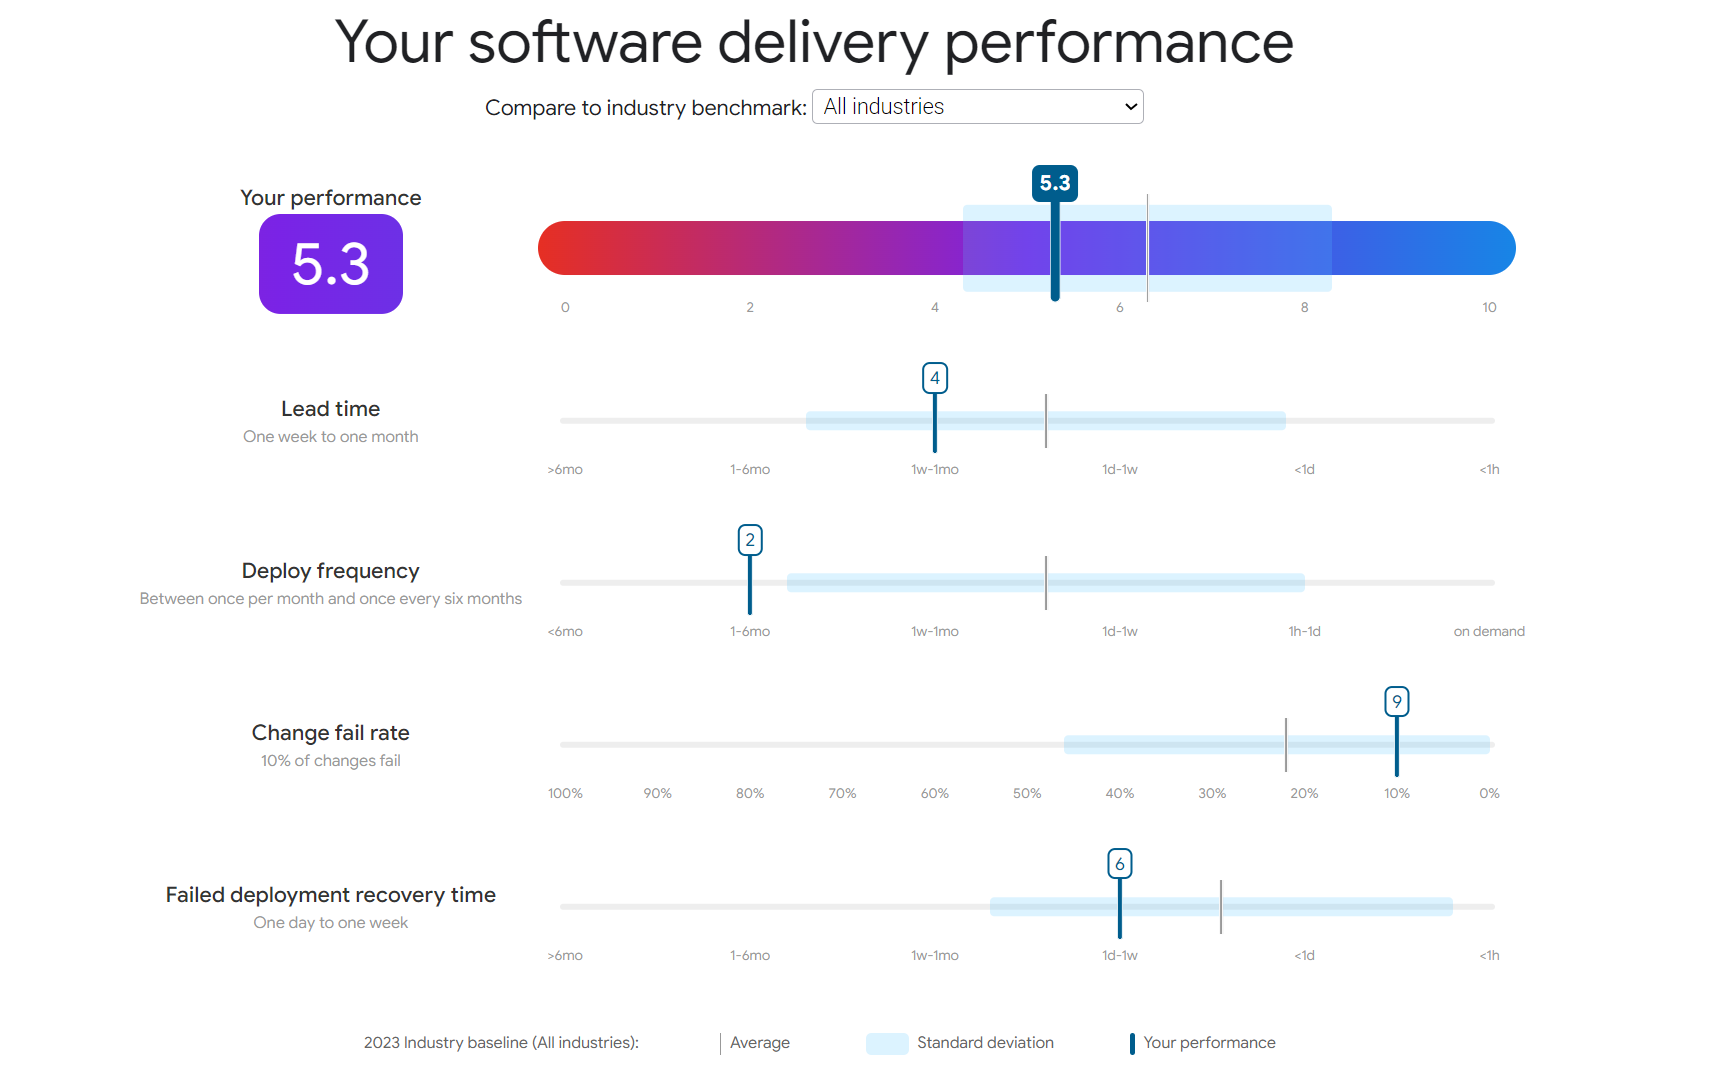 Your software delivery performance
Compare to industry benchmark: All industries
Your performance
5.3
5.3
0 2 4 6 8 10
Lead time
One week to one month
4
>6mo 1-6mo 1w-1mo 1d-1w <1d <1h
Deploy frequency
Between once per month and once every six months
2
<6mo 1-6mo 1w-1mo 1d-1w 1h-1d on demand
Change fail rate
10% of changes fail
9
100% 90% 80% 70% 60% 50% 40% 30% 20% 10% 0%
Failed deployment recovery time
One day to one week
6
>6mo 1-6mo 1w-1mo 1d-1w <1d <1h
2023 Industry baseline (All industries): Average Standard deviation Your performance